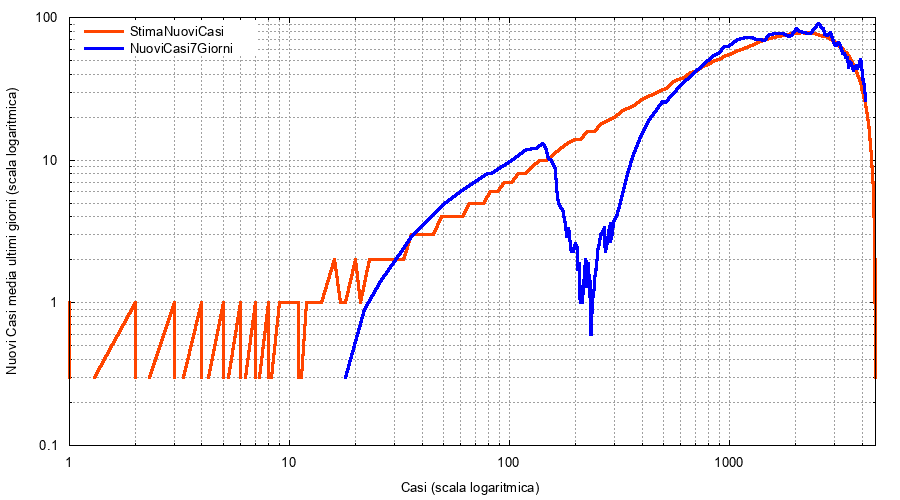 100
StimaNuoviCasi
NuoviCasi7Giorni
Nuovi Casi media ultimi giorni (scala logaritmica)
10
1
0.1
1
10
100
1000
Casi (scala logaritmica)